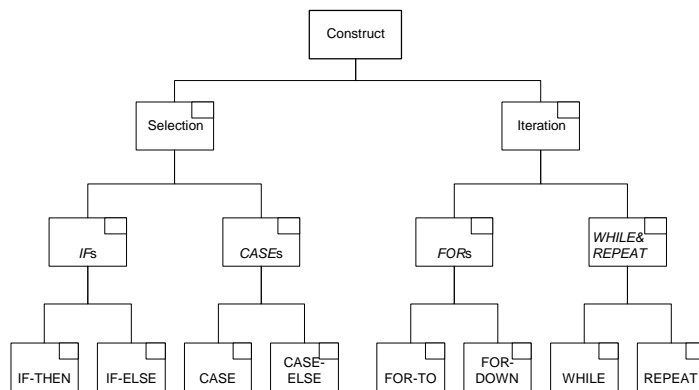 Construct
Selection
Iteration
IFs
CASEs
FORs
WHILE&
REPEAT
IF-THEN
IF-ELSE
CASE
CASE-
ELSE
FOR-TO
FOR-
DOWN
WHILE
REPEAT